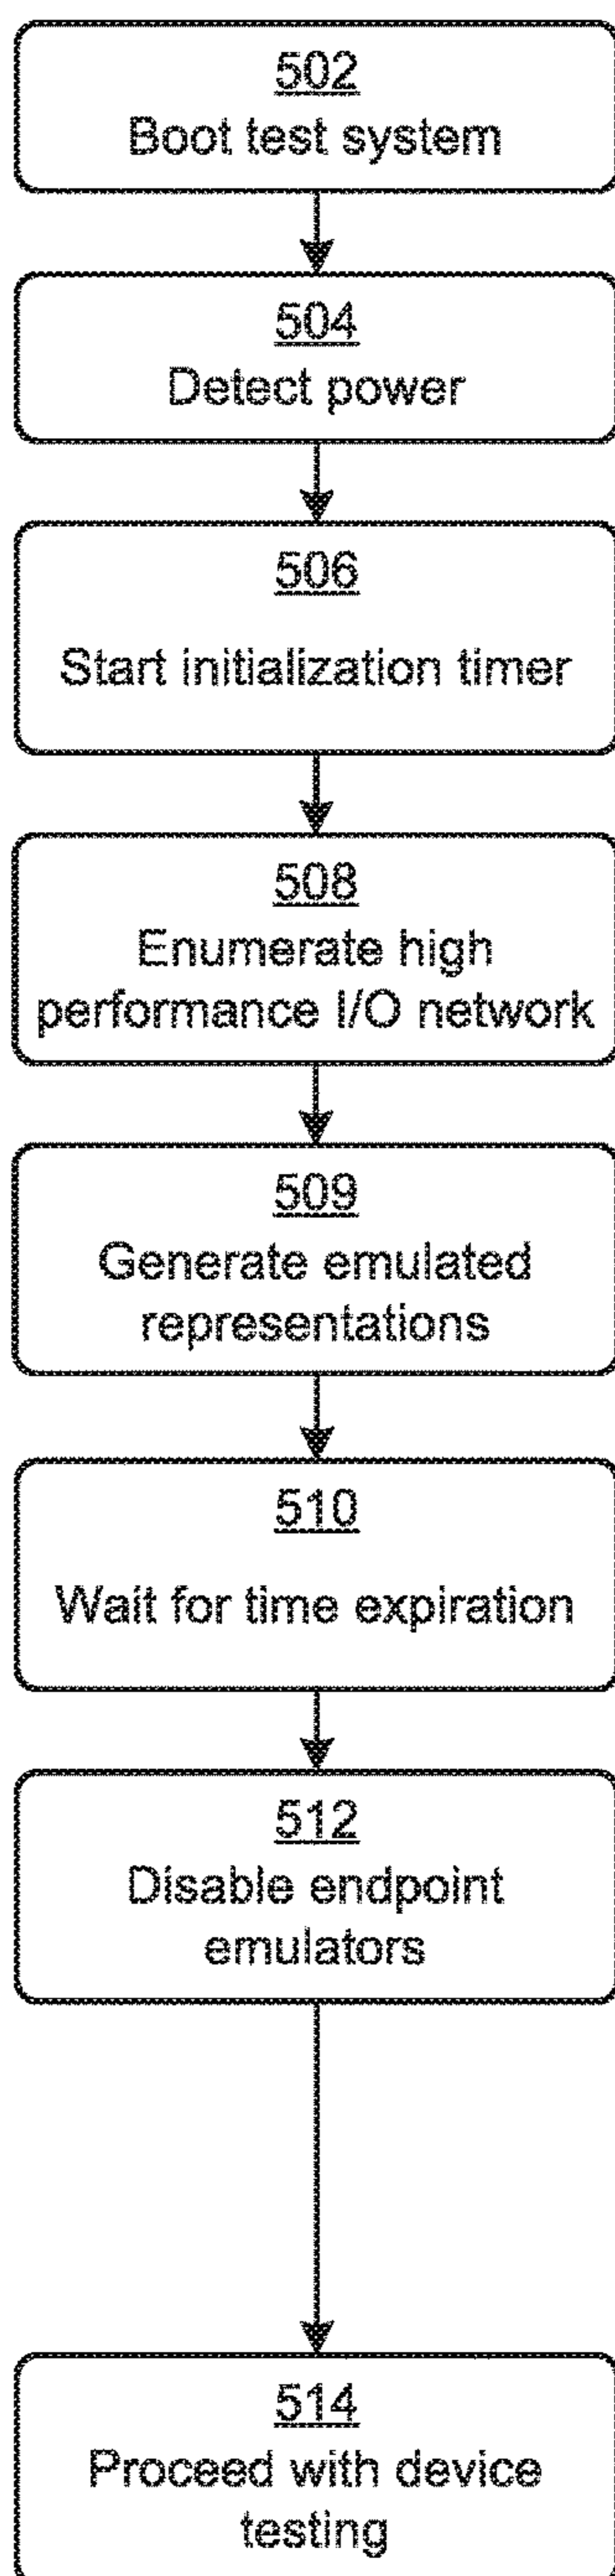 502
Boot test system
504
Detect power
506
Start initialization timer
508
Enumerate high
performance I/O network
509
Generate emulated
representations
510
Wait for time expiration
512
Disable endpoint
emulators
514
Proceed with device
testing